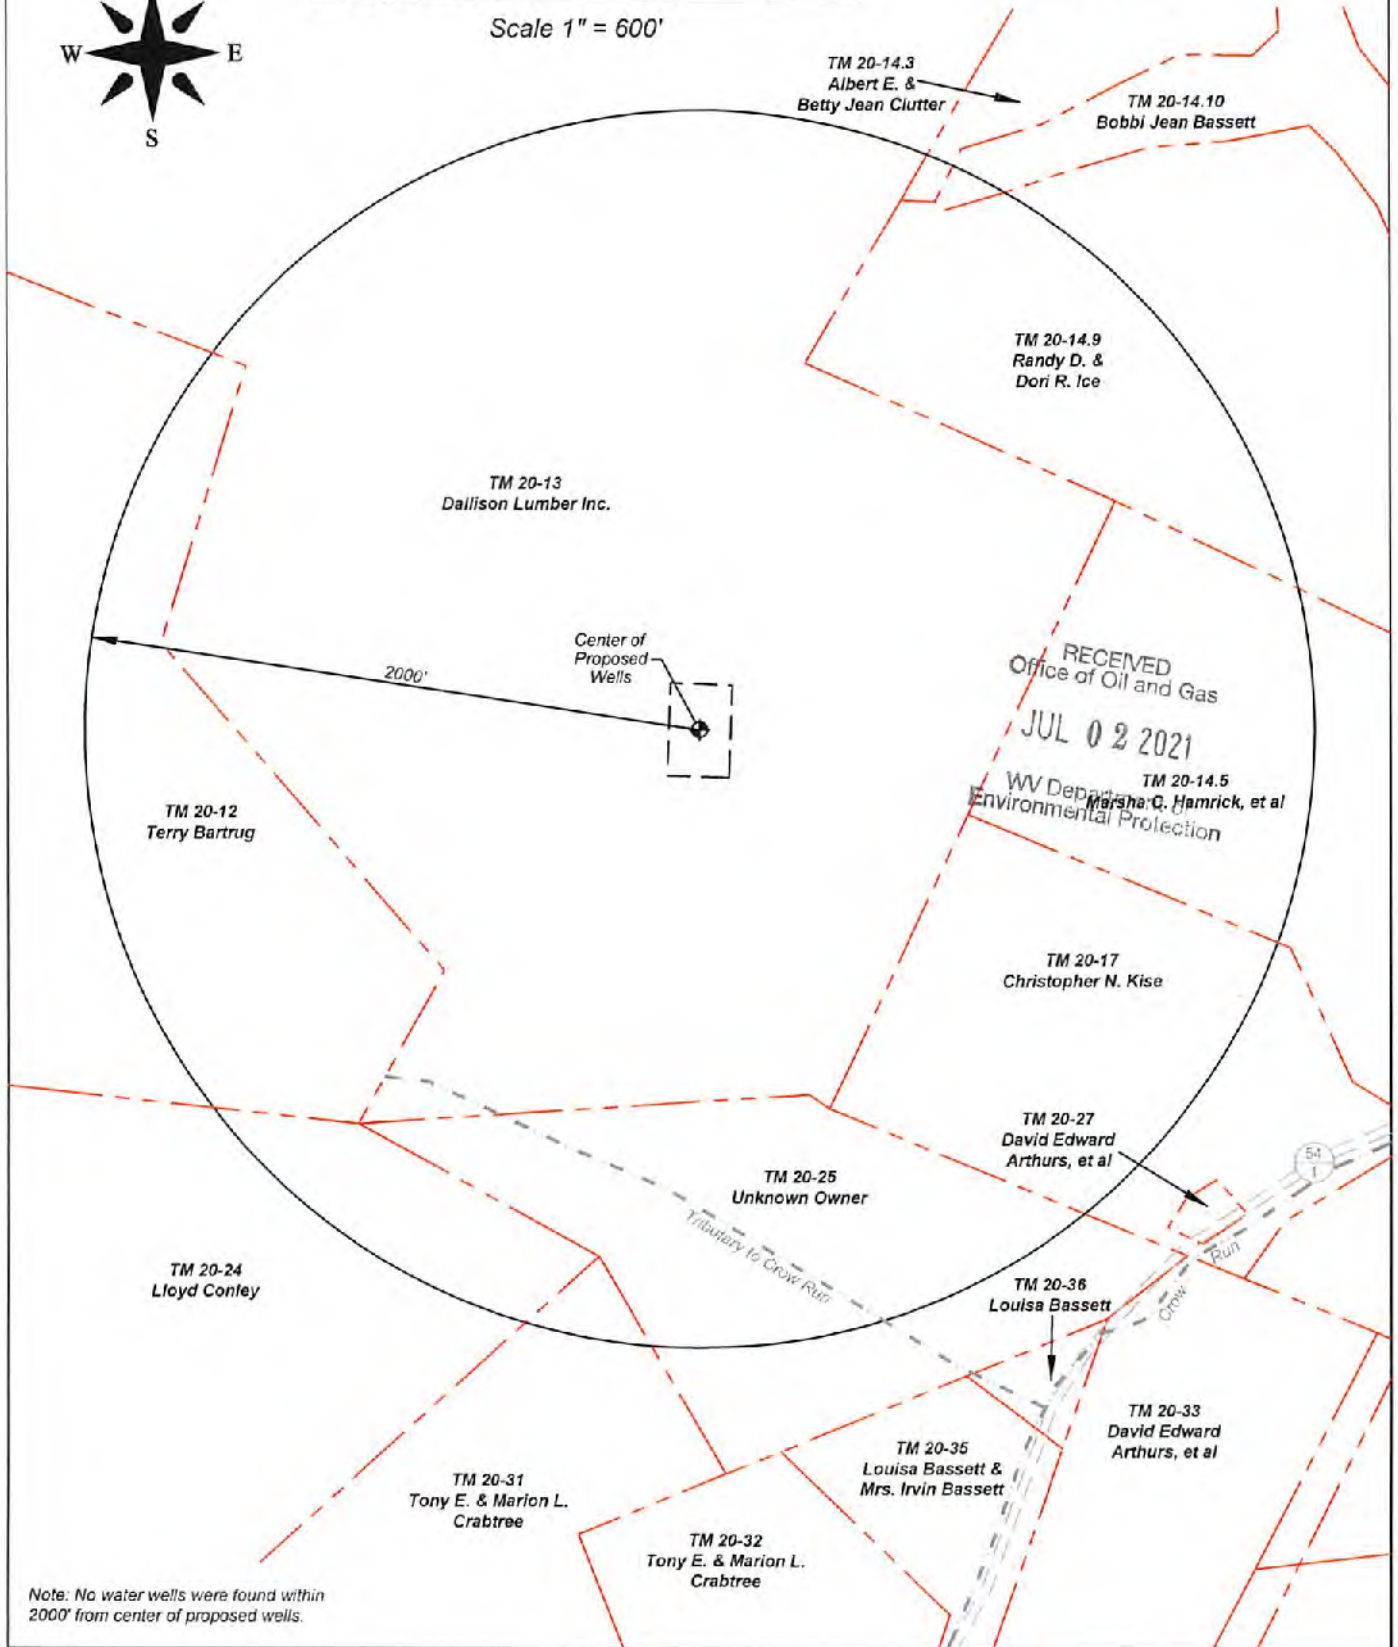 Scale 1" = 600'
W
E
S
TM 20-14.3
Albert E. &
Betty Jean Clutter
TM 20-14.10
Bobbi Jean Bassett
TM 20-14.9
Randy D. &
Dori R. Ice
TM 20-13
Dallison Lumber Inc.
Center of
Proposed
Wells
2000'
RECEIVED
Office of Oil and Gas
JUL 02 2021
WV Department of
Environmental Protection
TM 20-14.5
Marsha C. Hamrick, et al
TM 20-12
Terry Bartrug
TM 20-17
Christopher N. Kise
TM 20-27
David Edward
Arthurs, et al
54
1
TM 20-25
Unknown Owner
Tributary to Crow Run
Crow
Run
TM 20-24
Lloyd Conley
TM 20-36
Louisa Bassett
TM 20-33
David Edward
Arthurs, et al
TM 20-35
Louisa Bassett &
Mrs. Irvin Bassett
TM 20-31
Tony E. & Marion L.
Crabtree
TM 20-32
Tony E. & Marion L.
Crabtree
Note: No water wells were found within
2000' from center of proposed wells.